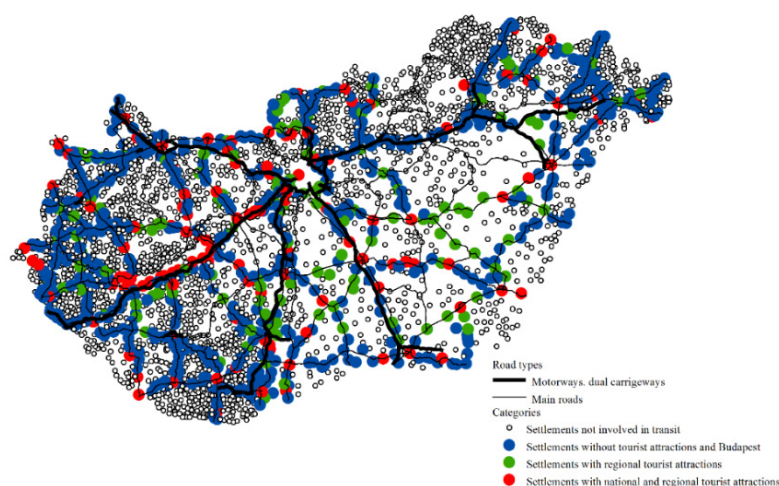 Road types
Motorways. dual carrigeways
Main roads
Categories
Settlements not involved in transit
Settlements without tourist attractions and Budapest
Settlements with regional tourist attractions
Settlements with national and regional tourist attractions